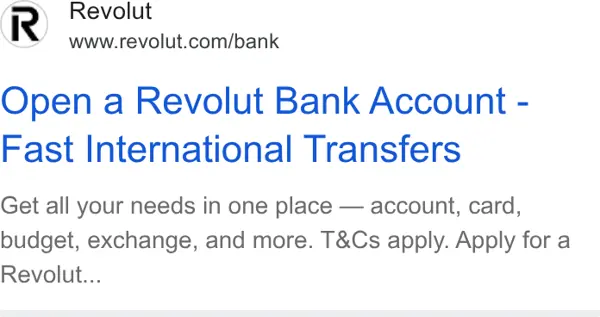 Revolut
www.revolut.com/bank
Open a Revolut Bank Account -
Fast International Transfers
Get all your needs in one place — account, card,
budget, exchange, and more. T&Cs apply. Apply for a
Revolut...